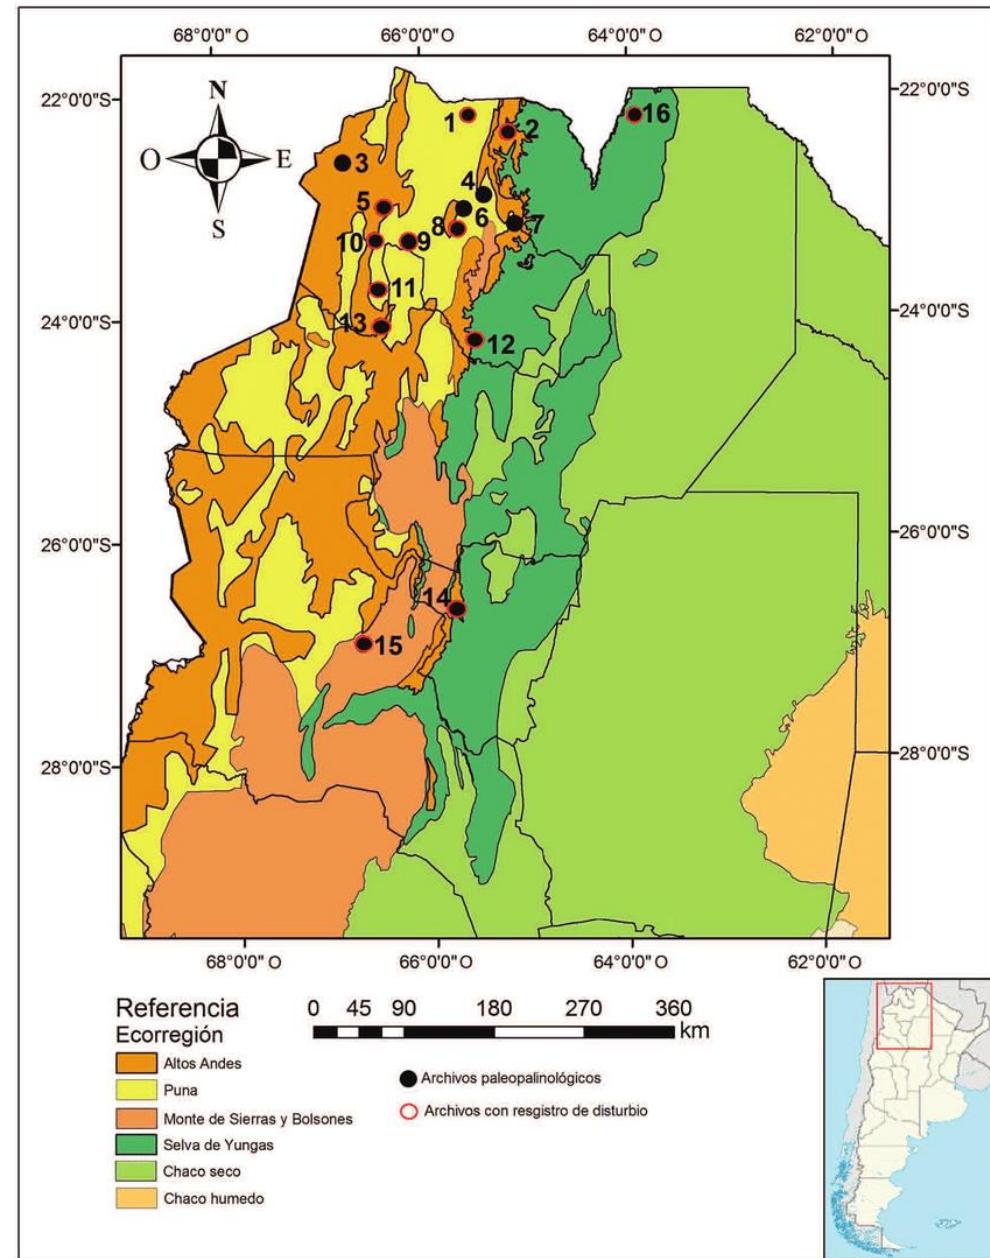 68°0'0" O 66°0'0" O 64°0'0" O 62°0'0" O
22°0'0"S
22°0'0"S
N
O E
S
1
2
16
3
4
5
6
7
8
10
9
11
24°0'0"S
24°0'0"S
13
12
26°0'0"S
26°0'0"S
14
15
28°0'0"S
28°0'0"S
68°0'0" O 66°0'0" O 64°0'0" O 62°0'0" O
Referencia
Ecorregión
Altos Andes
Puna
Monte de Sierras y Bolsones
Selva de Yungas
Chaco seco
Chaco humedo
0 45 90 180 270 360
km
Archivos paleopalinológicos
Archivos con resgistro de disturbio